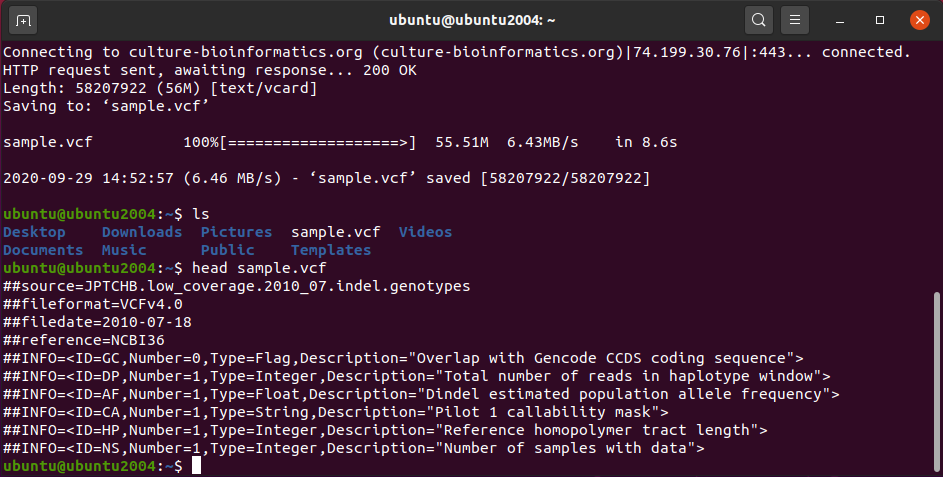 ubuntu@ubuntu2004: ~
Connecting to culture-bioinformatics.org (culture-bioinformatics.org)|74.199.30.76|:443... connected.
HTTP request sent, awaiting response... 200 OK
Length: 58207922 (56M) [text/vcard]
Saving to: ‘sample.vcf’
sample.vcf          100%[===================>]  55.51M  6.43MB/s    in 8.6s
2020-09-29 14:52:57 (6.46 MB/s) - ‘sample.vcf’ saved [58207922/58207922]
ubuntu@ubuntu2004:~$ ls
Desktop    Downloads  Pictures  sample.vcf  Videos
Documents  Music      Public    Templates
ubuntu@ubuntu2004:~$ head sample.vcf
##source=JPTCHB.low_coverage.2010_07.indel.genotypes
##fileformat=VCFv4.0
##filedate=2010-07-18
##reference=NCBI36
##INFO=<ID=GC,Number=0,Type=Flag,Description="Overlap with Gencode CCDS coding sequence">
##INFO=<ID=DP,Number=1,Type=Integer,Description="Total number of reads in haplotype window">
##INFO=<ID=AF,Number=1,Type=Float,Description="Dindel estimated population allele frequency">
##INFO=<ID=CA,Number=1,Type=String,Description="Pilot 1 callability mask">
##INFO=<ID=HP,Number=1,Type=Integer,Description="Reference homopolymer tract length">
##INFO=<ID=NS,Number=1,Type=Integer,Description="Number of samples with data">
ubuntu@ubuntu2004:~$